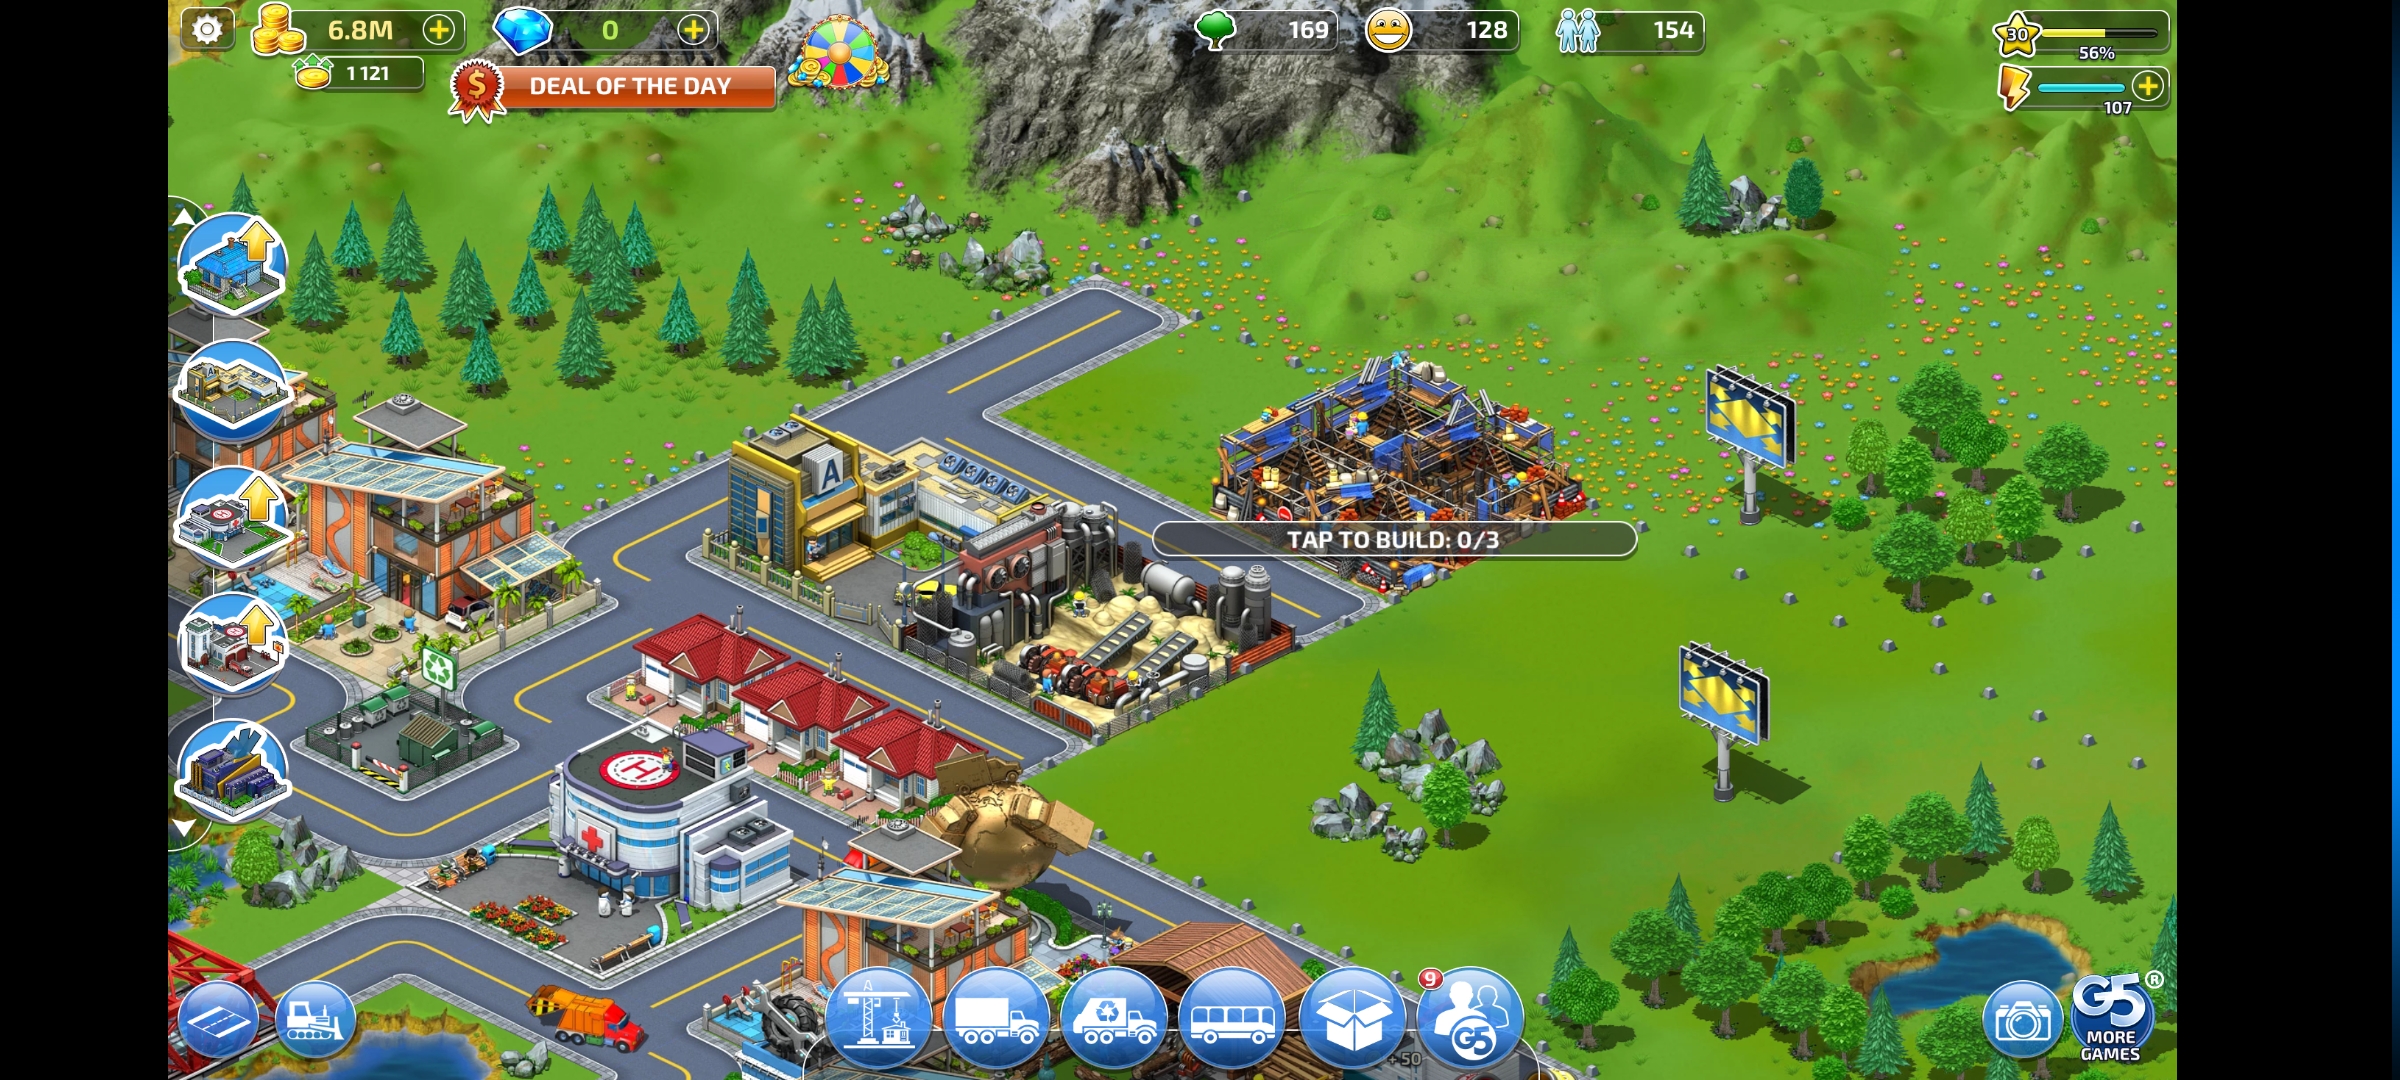 6.8M
0
169
128
154
30
56%
1 121
$
DEAL OF THE DAY
107
A
A
H
TAP TO BUILD: 0/3
9
G5
+50
G5
®
MORE
GAMES